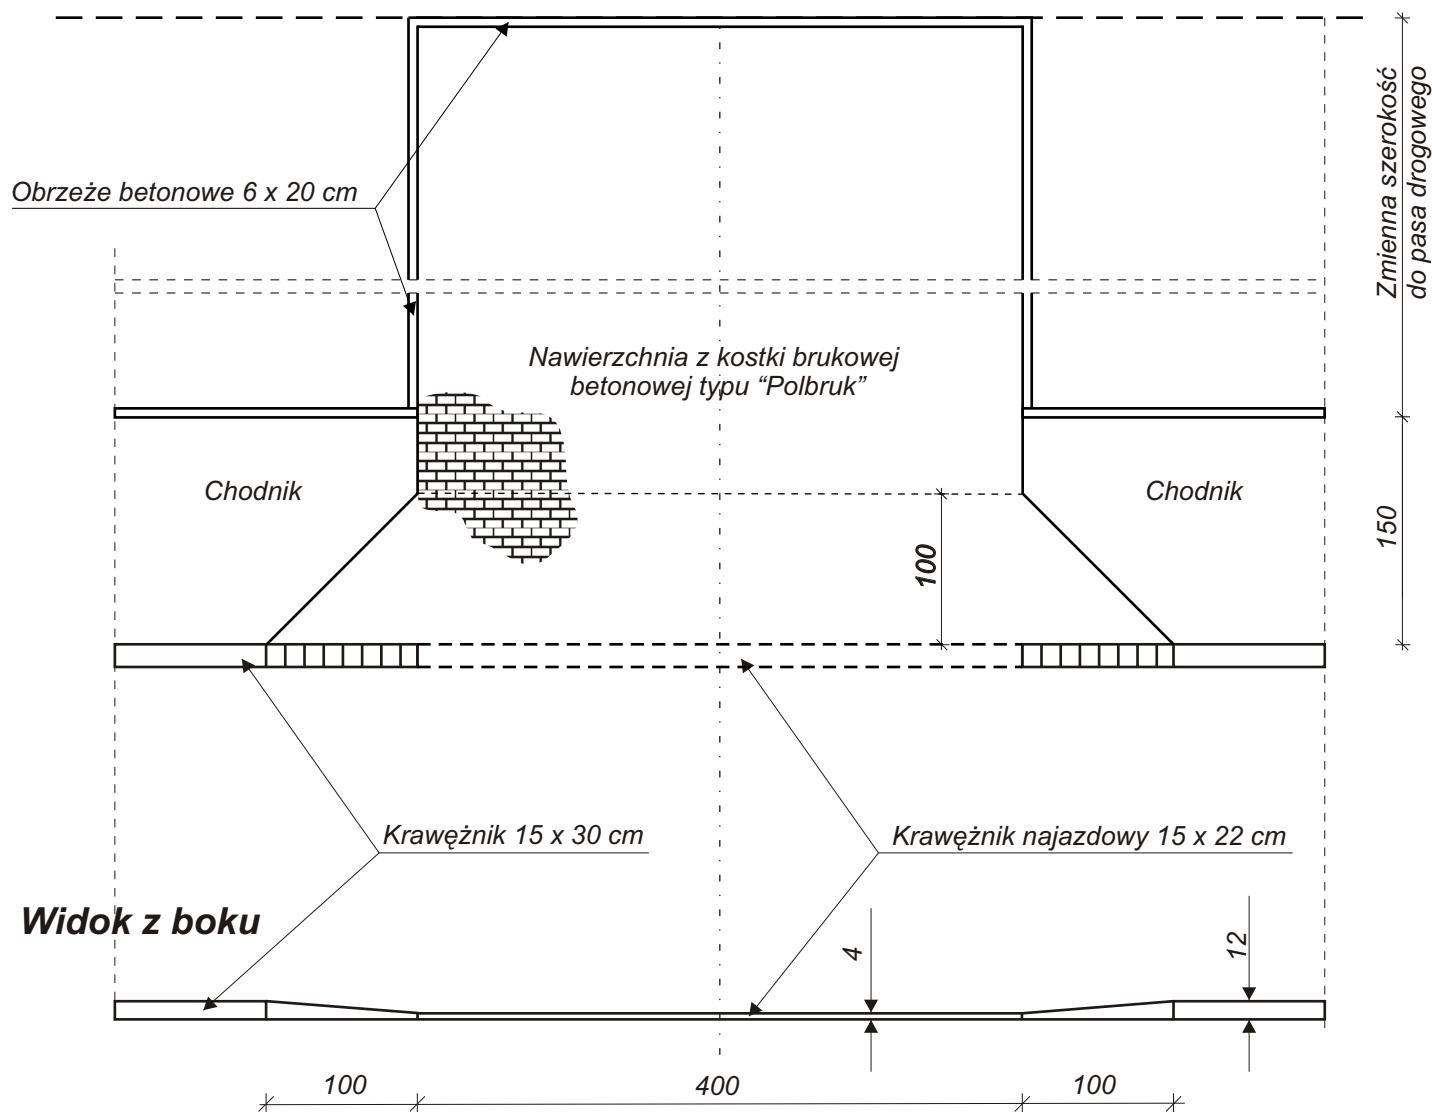 Zmienna szerokość
do pasa drogowego
Obrzeże betonowe 6 x 20 cm
Nawierzchnia z kostki brukowej
betonowej typu “Polbruk”
Chodnik
Chodnik
150
100
Krawężnik 15 x 30 cm
Krawężnik najazdowy 15 x 22 cm
Widok z boku
4
12
100
400
100